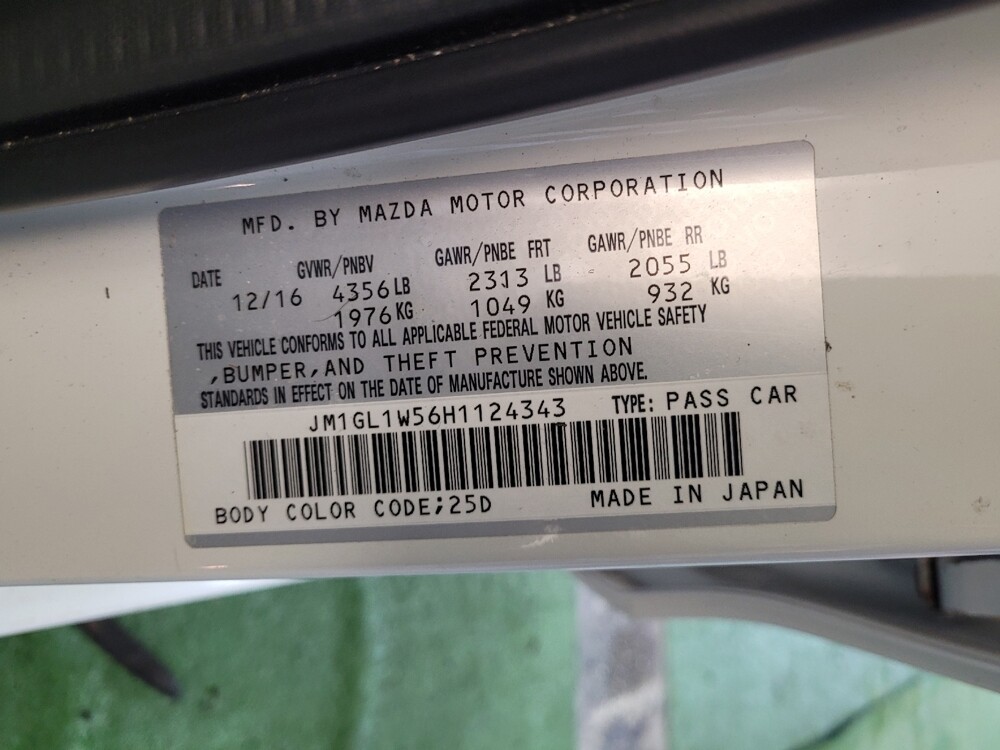 MFD. BY MAZDA MOTOR CORPORATION
DATE GVWR/PNBV GAWR/PNBE FRT GAWR/PNBE RR
12/16 4356 LB 2313 LB 2055 LB
1976 KG 1049 KG 932 KG
THIS VEHICLE CONFORMS TO ALL APPLICABLE FEDERAL MOTOR VEHICLE SAFETY
,BUMPER,AND THEFT PREVENTION
STANDARDS IN EFFECT ON THE DATE OF MANUFACTURE SHOWN ABOVE.
JM1GL1W56H1124343 TYPE: PASS CAR
BODY COLOR CODE;25D MADE IN JAPAN